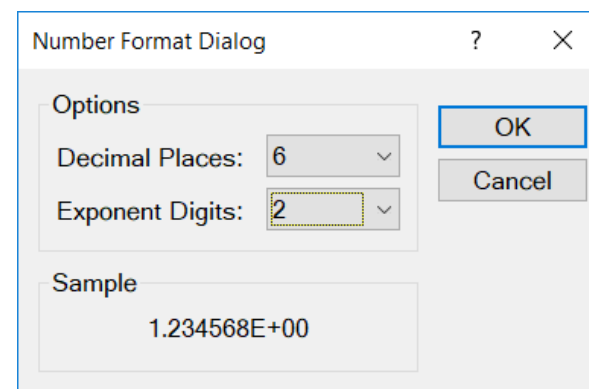 Number Format Dialog ? ×
Options
Decimal Places: 6
Exponent Digits: 2
OK
Cancel
Sample
1.234568E+00